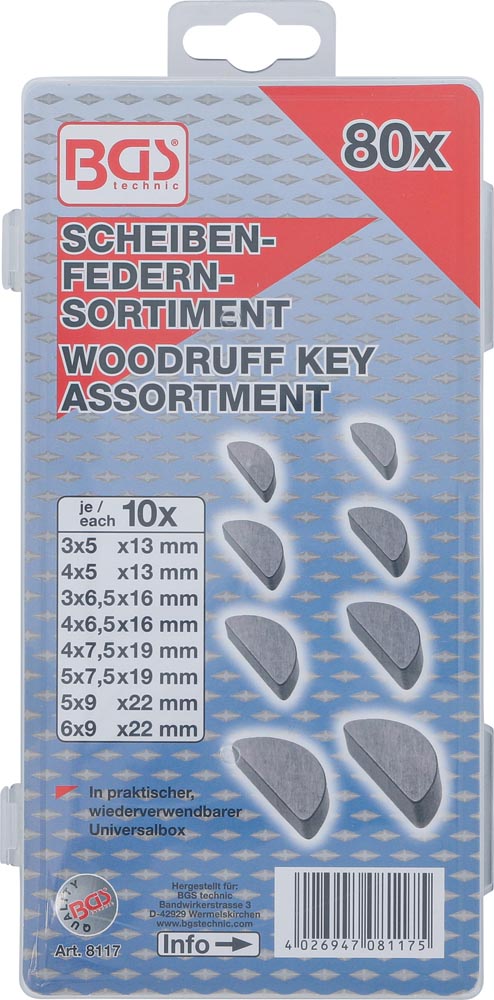 BGS
technic
80x
SCHEIBEN-
FEDERN-
SORTIMENT
WOODRUFF KEY
ASSORTMENT
je /
each 10x
3x5 x13 mm
4x5 x13 mm
3x6,5x16 mm
4x6,5x16 mm
4x7,5x19 mm
5x7,5x19 mm
5x9 x22 mm
6x9 x22 mm
In praktischer,
wiederverwendbarer
Universalbox
QUALITY
BGS
Art. 8117
Hergestellt für:
BGS technic
Bandwirkerstrasse 3
D-42929 Wermelskirchen
www.bgstechnic.com
Info
4 026947 081175